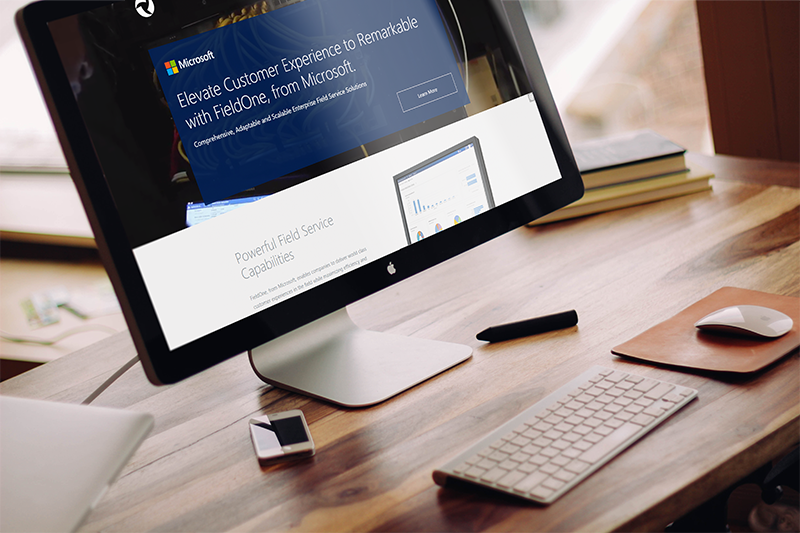 Microsoft
Elevate Customer Experience to Remarkable
with FieldOne, from Microsoft.
Comprehensive, Adaptable and Scalable Enterprise Field Service Solutions
Learn More
Powerful Field Service
Capabilities
FieldOne, from Microsoft, enables companies to deliver world class
customer experiences in the field while maximizing efficiency and